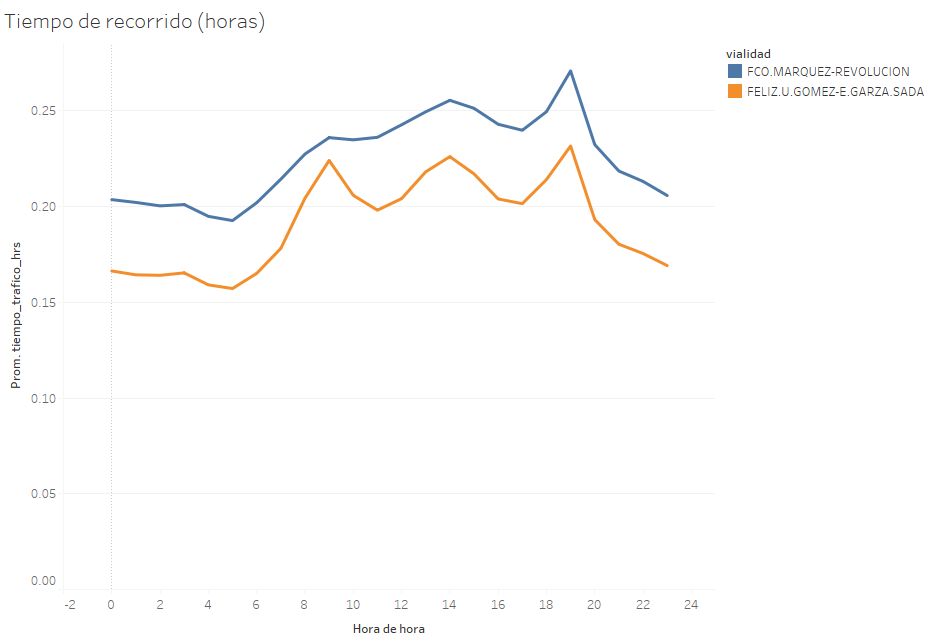 Tiempo de recorrido (horas)
vialidad
FCO.MARQUEZ-REVOLUCION
FELIZ.U.GOMEZ-E.GARZA.SADA
Prom. tiempo_trafico_hrs
0.25
0.20
0.15
0.10
0.05
0.00
-2 0 2 4 6 8 10 12 14 16 18 20 22 24
Hora de hora